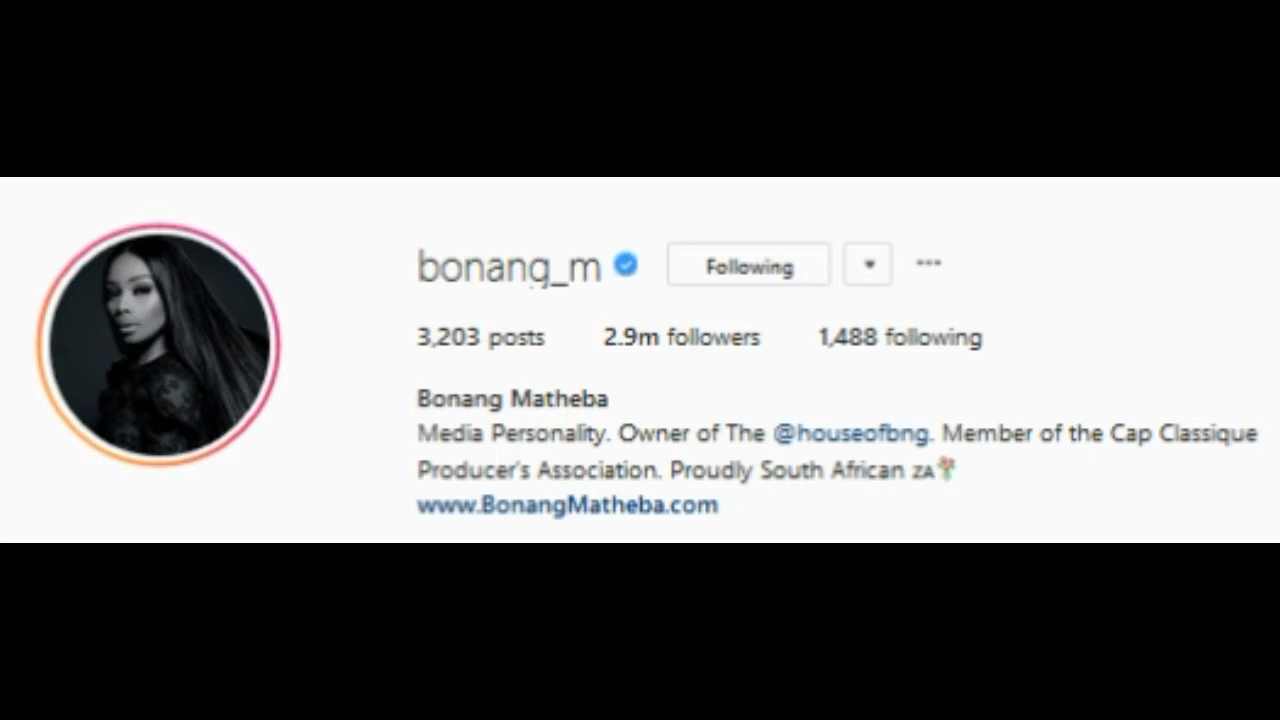 bonang_m Following
3,203 posts 2.9m followers 1,488 following
Bonang Matheba
Media Personality. Owner of The @houseofbng. Member of the Cap Classique
Producer's Association. Proudly South African ZA💐
www.BonangMatheba.com